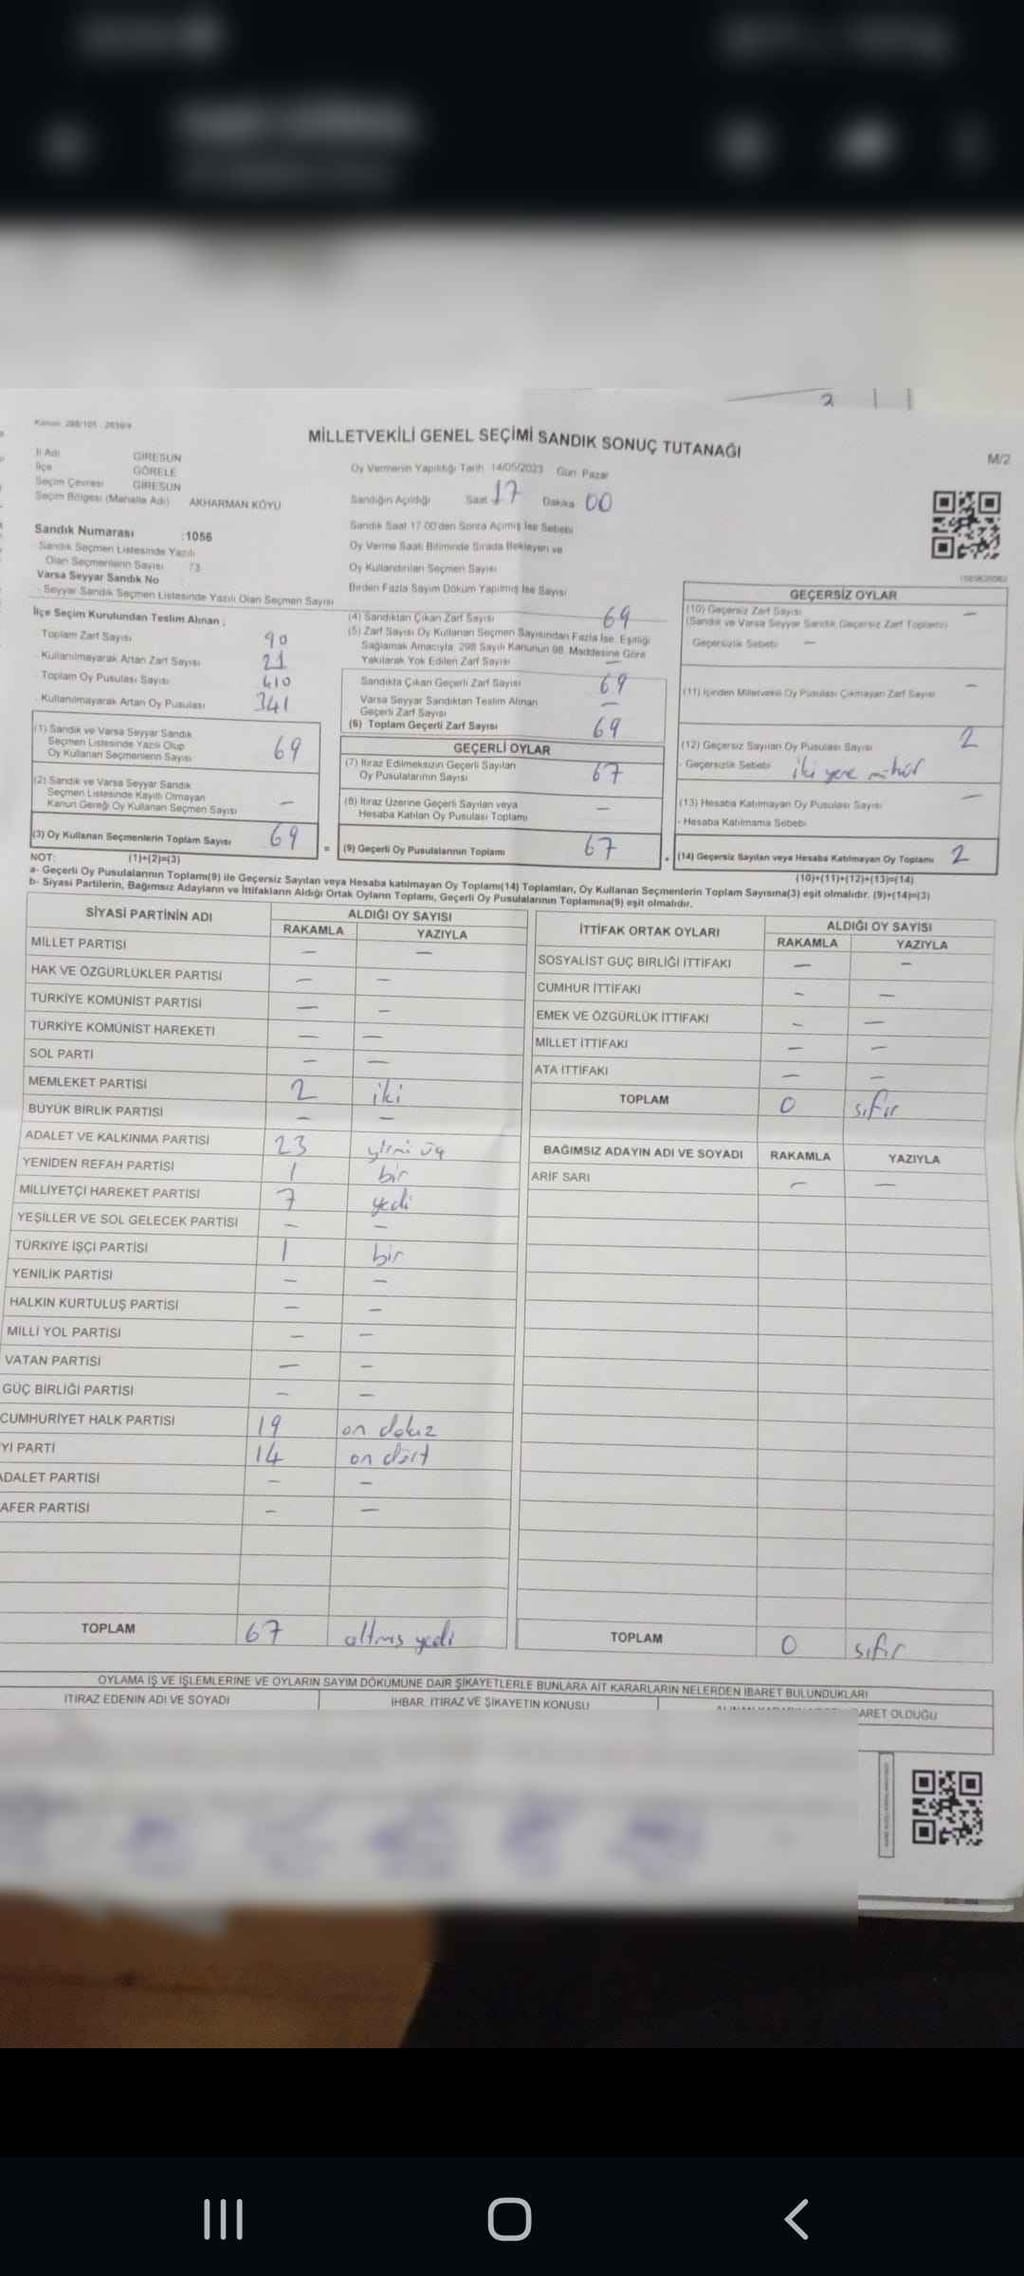 Kanun: 298/105 - 2839/4
MİLLETVEKİLİ GENEL SEÇİMİ SANDIK SONUÇ TUTANAĞI
M/2
İl Adı GİRESUN
İlçe GÖRELE
Seçim Çevresi GİRESUN
Seçim Bölgesi (Mahalle Adı) AKHARMAN KÖYÜ
Oy Vermenin Yapıldığı Tarih 14/05/2023 Gün Pazar
Sandığın Açıldığı Saat 17 Dakika 00
Sandık Saat 17:00'den Sonra Açılmış İse Sebebi
Oy Verme Saati Bitiminde Sırada Bekleyen ve
Oy Kullandırılan Seçmen Sayısı
Birden Fazla Sayım Döküm Yapılmış İse Sayısı
Sandık Numarası :1056
Sandık Seçmen Listesinde Yazılı
Olan Seçmenlerin Sayısı 73
Varsa Seyyar Sandık No
Seyyar Sandık Seçmen Listesinde Yazılı Olan Seçmen Sayısı
İlçe Seçim Kurulundan Teslim Alınan ;
Toplam Zarf Sayısı 90
Kullanılmayarak Artan Zarf Sayısı 21
Toplam Oy Pusulası Sayısı 410
Kullanılmayarak Artan Oy Pusulası 341
(1) Sandık ve Varsa Seyyar Sandık
Seçmen Listesinde Yazılı Olup
Oy Kullanan Seçmenlerin Sayısı 69
(2) Sandık ve Varsa Seyyar Sandık
Seçmen Listesinde Kayıtlı Olmayan
Kanun Gereği Oy Kullanan Seçmen Sayısı –
(3) Oy Kullanan Seçmenlerin Toplam Sayısı 69
(1)+(2)=(3)
(4) Sandıktan Çıkan Zarf Sayısı 69
(5) Zarf Sayısı Oy Kullanan Seçmen Sayısından Fazla İse, Eşitliği
Sağlamak Amacıyla, 298 Sayılı Kanunun 98. Maddesine Göre
Yakılarak Yok Edilen Zarf Sayısı –
Sandıkta Çıkan Geçerli Zarf Sayısı 69
Varsa Seyyar Sandıktan Teslim Alınan
Geçerli Zarf Sayısı –
(6) Toplam Geçerli Zarf Sayısı 69
GEÇERLİ OYLAR
(7) İtiraz Edilmeksizin Geçerli Sayılan
Oy Pusulalarının Sayısı 67
(8) İtiraz Üzerine Geçerli Sayılan veya
Hesaba Katılan Oy Pusulası Toplamı –
= (9) Geçerli Oy Pusulalarının Toplamı 67
GEÇERSİZ OYLAR
(10) Geçersiz Zarf Sayısı –
(Sandık ve Varsa Seyyar Sandık Geçersiz Zarf Toplamı)
Geçersizlik Sebebi –
(11) İçinden Milletvekili Oy Pusulası Çıkmayan Zarf Sayısı –
(12) Geçersiz Sayılan Oy Pusulası Sayısı 2
- Geçersizlik Sebebi iki yere mühür
(13) Hesaba Katılmayan Oy Pusulası Sayısı –
- Hesaba Katılmama Sebebi
+ (14) Geçersiz Sayılan veya Hesaba Katılmayan Oy Toplamı 2
(10)+(11)+(12)+(13)=(14)
NOT:
a- Geçerli Oy Pusulalarının Toplamı(9) ile Geçersiz Sayılan veya Hesaba katılmayan Oy Toplamı(14) Toplamları, Oy Kullanan Seçmenlerin Toplam Sayısına(3) eşit olmalıdır. (9)+(14)=(3)
b- Siyasi Partilerin, Bağımsız Adayların ve İttifakların Aldığı Ortak Oyların Toplamı, Geçerli Oy Pusulalarının Toplamına(9) eşit olmalıdır.
SİYASİ PARTİNİN ADI ALDIĞI OY SAYISI
RAKAMLA YAZIYLA
MİLLET PARTİSİ – –
HAK VE ÖZGÜRLÜKLER PARTİSİ – –
TÜRKİYE KOMÜNİST PARTİSİ – –
TÜRKİYE KOMÜNİST HAREKETİ – –
SOL PARTİ – –
MEMLEKET PARTİSİ 2 iki
BÜYÜK BİRLİK PARTİSİ – –
ADALET VE KALKINMA PARTİSİ 23 yirmi üç
YENİDEN REFAH PARTİSİ 1 bir
MİLLİYETÇİ HAREKET PARTİSİ 7 yedi
YEŞİLLER VE SOL GELECEK PARTİSİ – –
TÜRKİYE İŞÇİ PARTİSİ 1 bir
YENİLİK PARTİSİ – –
HALKIN KURTULUŞ PARTİSİ – –
MİLLİ YOL PARTİSİ – –
VATAN PARTİSİ – –
GÜÇ BİRLİĞİ PARTİSİ – –
CUMHURİYET HALK PARTİSİ 19 on dokuz
Yİ PARTİ 14 on dört
ADALET PARTİSİ – –
AFER PARTİSİ – –
TOPLAM 67 altmış yedi
İTTİFAK ORTAK OYLARI ALDIĞI OY SAYISI
RAKAMLA YAZIYLA
SOSYALİST GÜÇ BİRLİĞİ İTTİFAKI – –
CUMHUR İTTİFAKI – –
EMEK VE ÖZGÜRLÜK İTTİFAKI – –
MİLLET İTTİFAKI – –
ATA İTTİFAKI – –
TOPLAM 0 sıfır
BAĞIMSIZ ADAYIN ADI VE SOYADI RAKAMLA YAZIYLA
ARİF SARI – –
TOPLAM 0 sıfır
OYLAMA İŞ VE İŞLEMLERİNE VE OYLARIN SAYIM DÖKÜMÜNE DAİR ŞİKAYETLERLE BUNLARA AİT KARARLARIN NELERDEN İBARET BULUNDUKLARI
İTİRAZ EDENİN ADI VE SOYADI İHBAR, İTİRAZ VE ŞİKAYETİN KONUSU ARET OLDUĞU